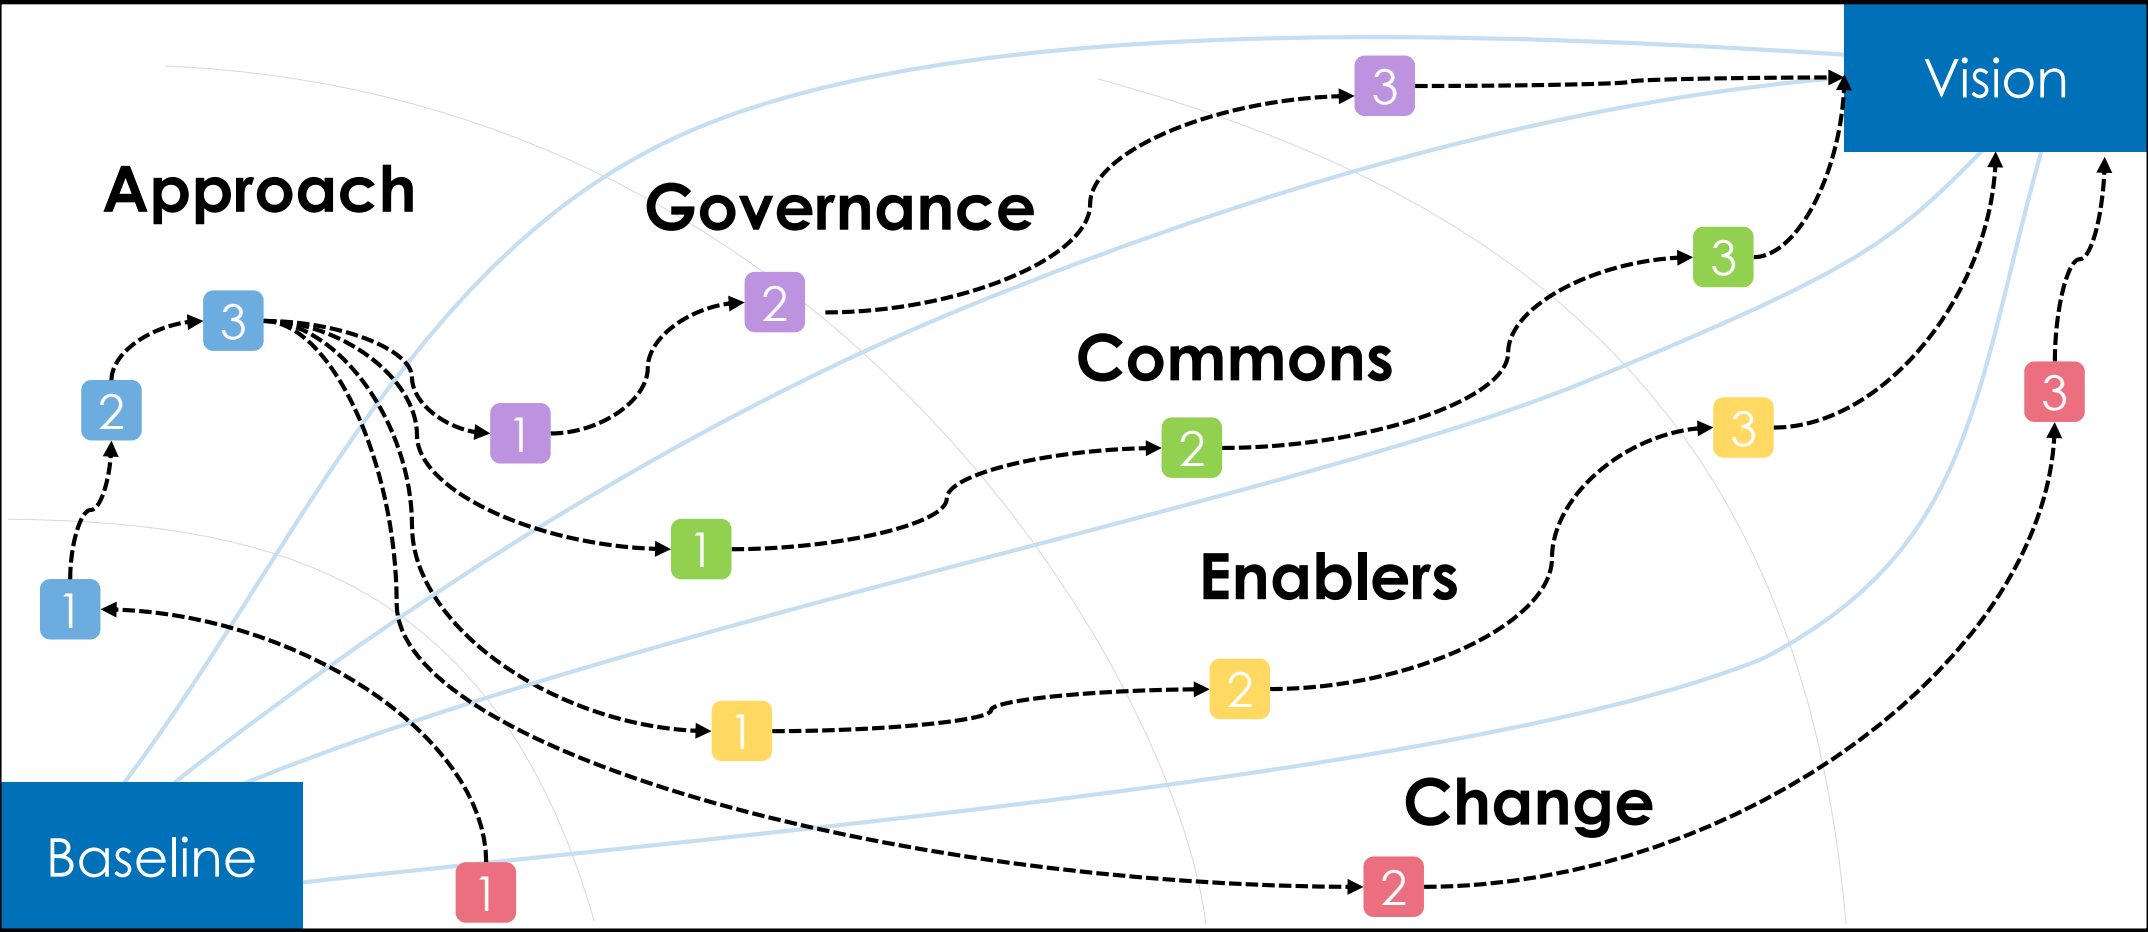 Vision
3
Approach
Governance
3
2
3
Commons
2
1
3
3
2
1
Enablers
1
2
1
Change
Baseline
1
2